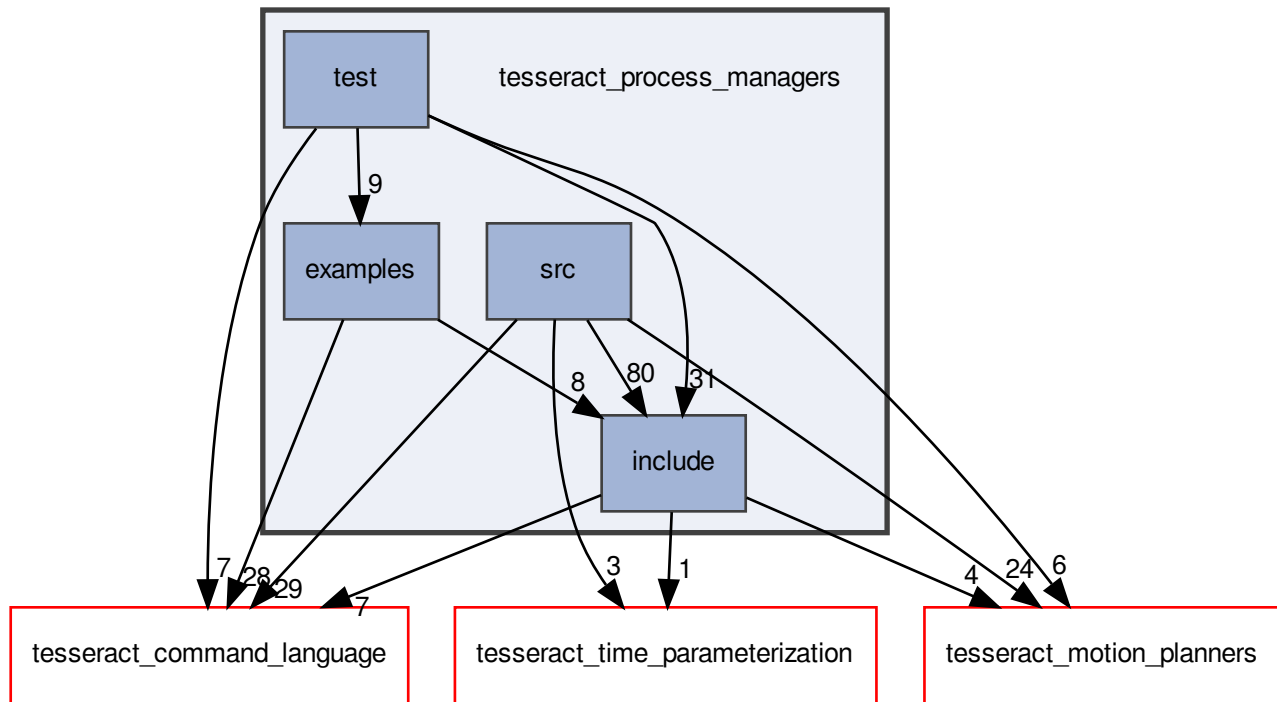 test
tesseract_process_managers
9
examples
src
8
80
31
include
7
28
29
7
3
1
4
24
6
tesseract_command_language
tesseract_time_parameterization
tesseract_motion_planners